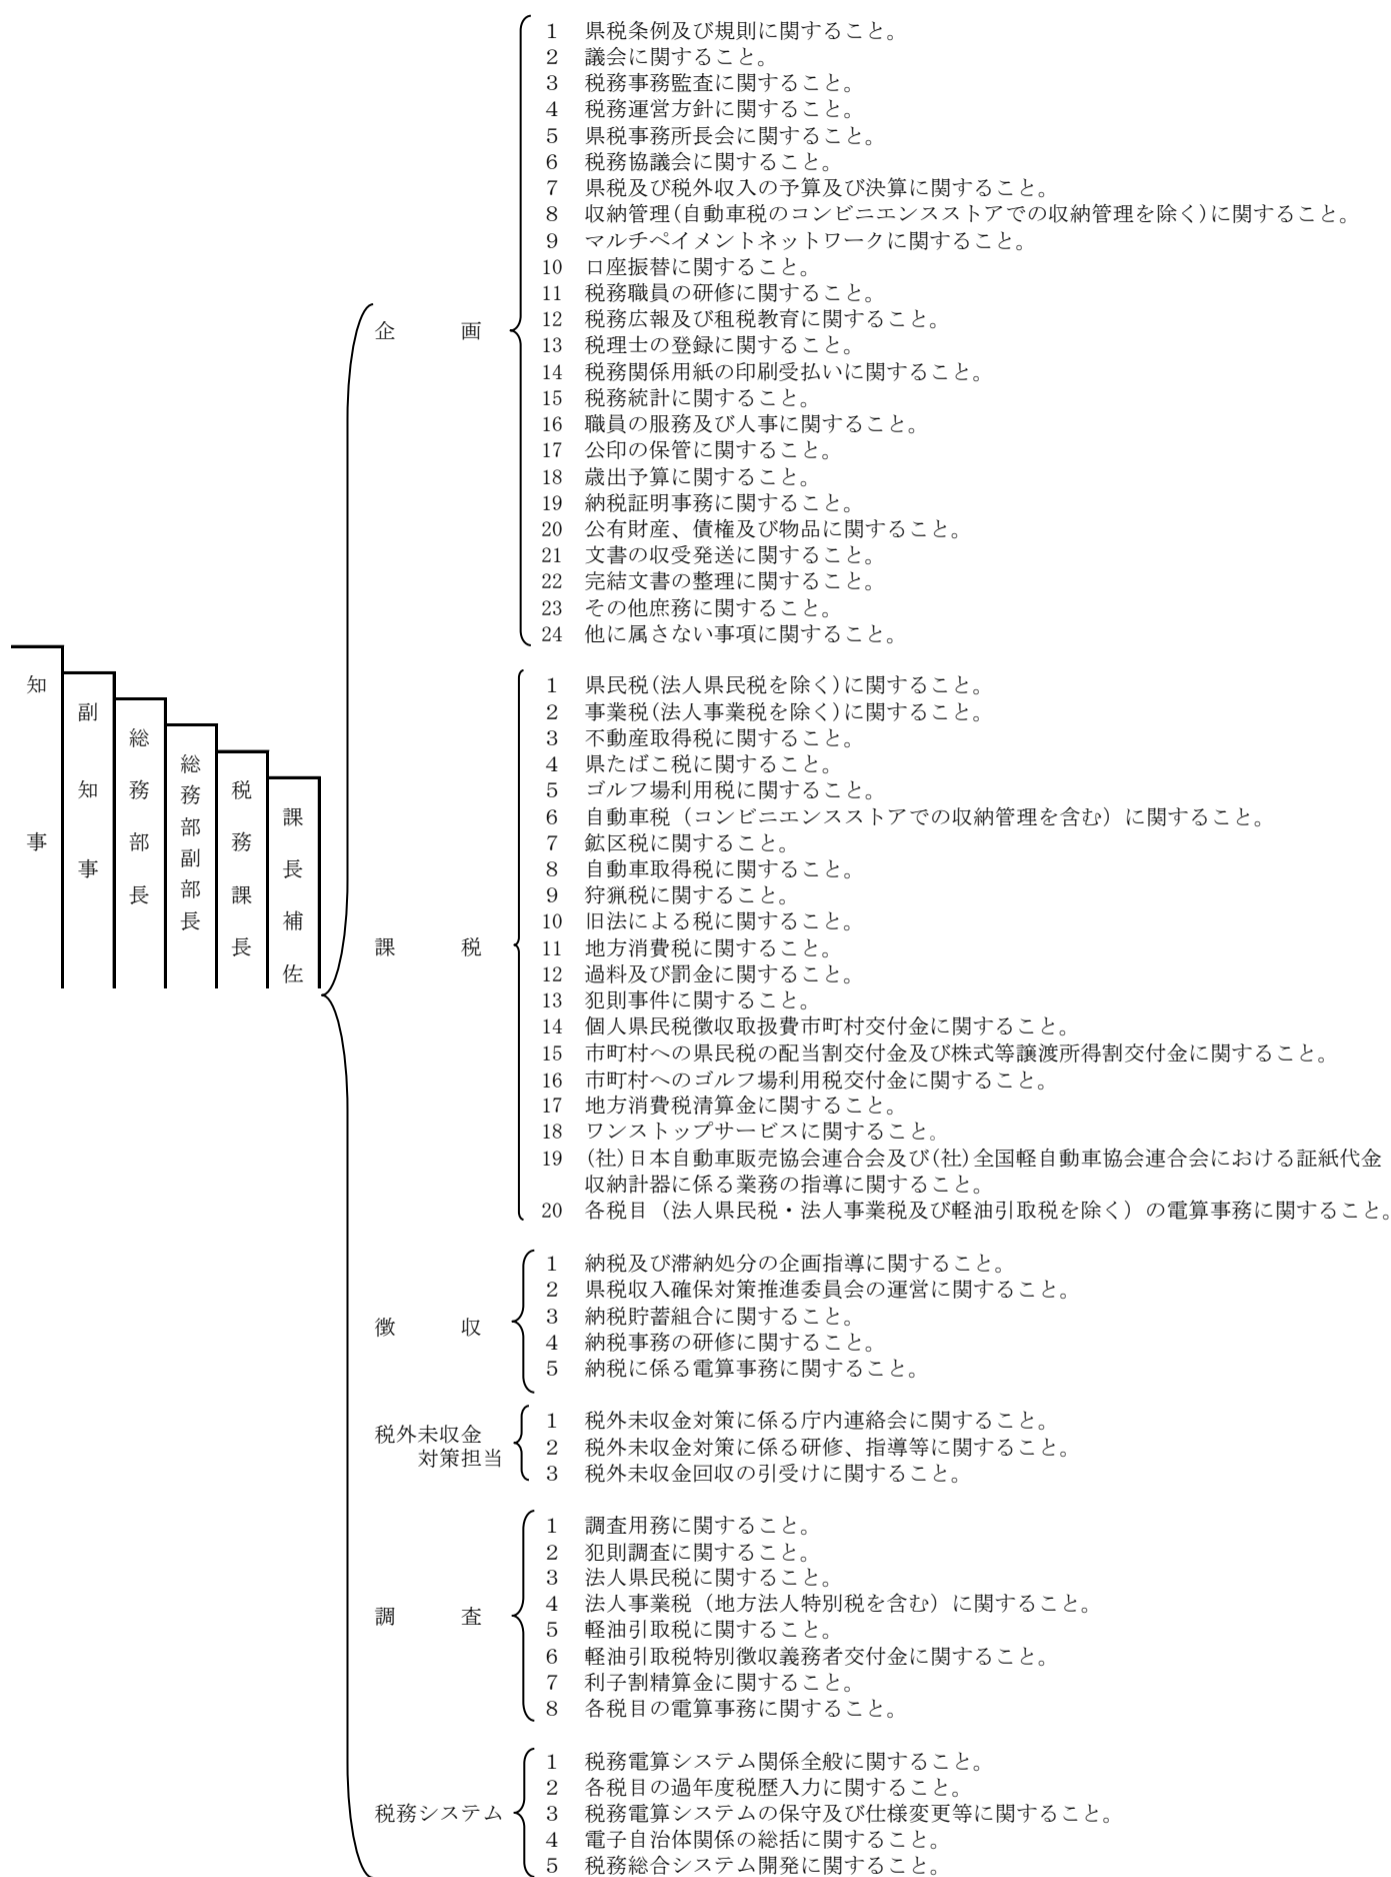 知事
副知事
総務部長
総務部副部長
税務課長
課長補佐
企画
1 県税条例及び規則に関すること。
2 議会に関すること。
3 税務事務監査に関すること。
4 税務運営方針に関すること。
5 県税事務所長会に関すること。
6 税務協議会に関すること。
7 県税及び税外収入の予算及び決算に関すること。
8 収納管理(自動車税のコンビニエンスストアでの収納管理を除く)に関すること。
9 マルチペイメントネットワークに関すること。
10 口座振替に関すること。
11 税務職員の研修に関すること。
12 税務広報及び租税教育に関すること。
13 税理士の登録に関すること。
14 税務関係用紙の印刷受払いに関すること。
15 税務統計に関すること。
16 職員の服務及び人事に関すること。
17 公印の保管に関すること。
18 歳出予算に関すること。
19 納税証明事務に関すること。
20 公有財産、債権及び物品に関すること。
21 文書の収受発送に関すること。
22 完結文書の整理に関すること。
23 その他庶務に関すること。
24 他に属さない事項に関すること。
課税
1 県民税(法人県民税を除く)に関すること。
2 事業税(法人事業税を除く)に関すること。
3 不動産取得税に関すること。
4 県たばこ税に関すること。
5 ゴルフ場利用税に関すること。
6 自動車税（コンビニエンスストアでの収納管理を含む）に関すること。
7 鉱区税に関すること。
8 自動車取得税に関すること。
9 狩猟税に関すること。
10 旧法による税に関すること。
11 地方消費税に関すること。
12 過料及び罰金に関すること。
13 犯則事件に関すること。
14 個人県民税徴収取扱費市町村交付金に関すること。
15 市町村への県民税の配当割交付金及び株式等譲渡所得割交付金に関すること。
16 市町村へのゴルフ場利用税交付金に関すること。
17 地方消費税清算金に関すること。
18 ワンストップサービスに関すること。
19 (社)日本自動車販売協会連合会及び(社)全国軽自動車協会連合会における証紙代金
収納計器に係る業務の指導に関すること。
20 各税目（法人県民税・法人事業税及び軽油引取税を除く）の電算事務に関すること。
徴収
1 納税及び滞納処分の企画指導に関すること。
2 県税収入確保対策推進委員会の運営に関すること。
3 納税貯蓄組合に関すること。
4 納税事務の研修に関すること。
5 納税に係る電算事務に関すること。
税外未収金
対策担当
1 税外未収金対策に係る庁内連絡会に関すること。
2 税外未収金対策に係る研修、指導等に関すること。
3 税外未収金回収の引受けに関すること。
調査
1 調査用務に関すること。
2 犯則調査に関すること。
3 法人県民税に関すること。
4 法人事業税（地方法人特別税を含む）に関すること。
5 軽油引取税に関すること。
6 軽油引取税特別徴収義務者交付金に関すること。
7 利子割精算金に関すること。
8 各税目の電算事務に関すること。
税務システム
1 税務電算システム関係全般に関すること。
2 各税目の過年度税歴入力に関すること。
3 税務電算システムの保守及び仕様変更等に関すること。
4 電子自治体関係の総括に関すること。
5 税務総合システム開発に関すること。